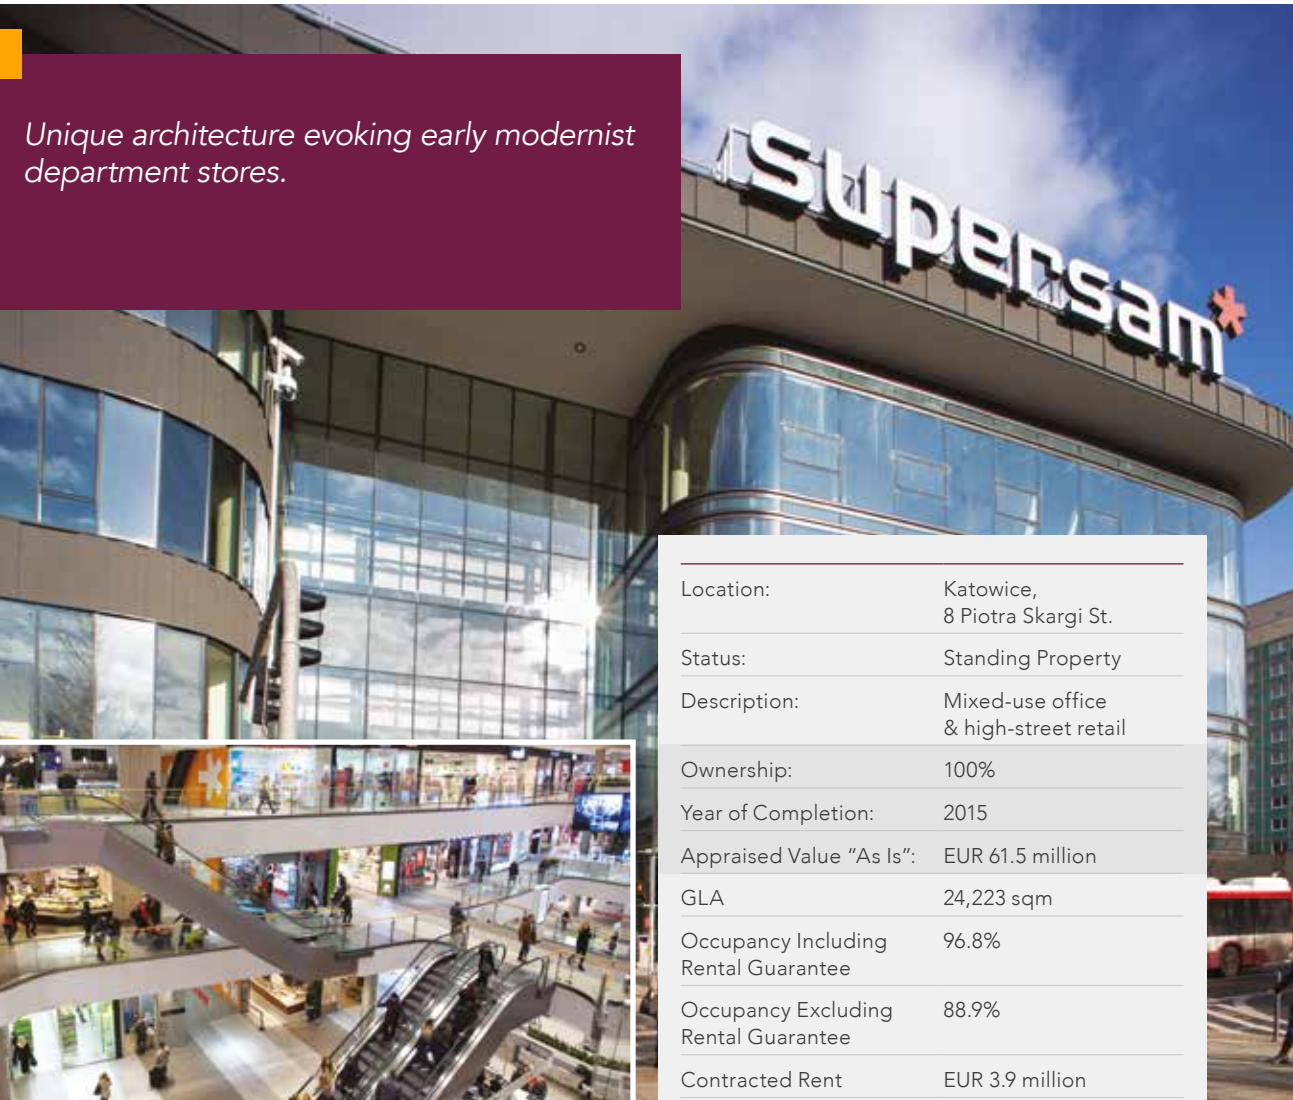 Unique architecture evoking early modernist
department stores.
supersam*
Location: Katowice,
8 Piotra Skargi St.
Status: Standing Property
Description: Mixed-use office
& high-street retail
Ownership: 100%
Year of Completion: 2015
Appraised Value “As Is”: EUR 61.5 million
GLA 24,223 sqm
Occupancy Including 96.8%
Rental Guarantee
Occupancy Excluding 88.9%
Rental Guarantee
Contracted Rent EUR 3.9 million